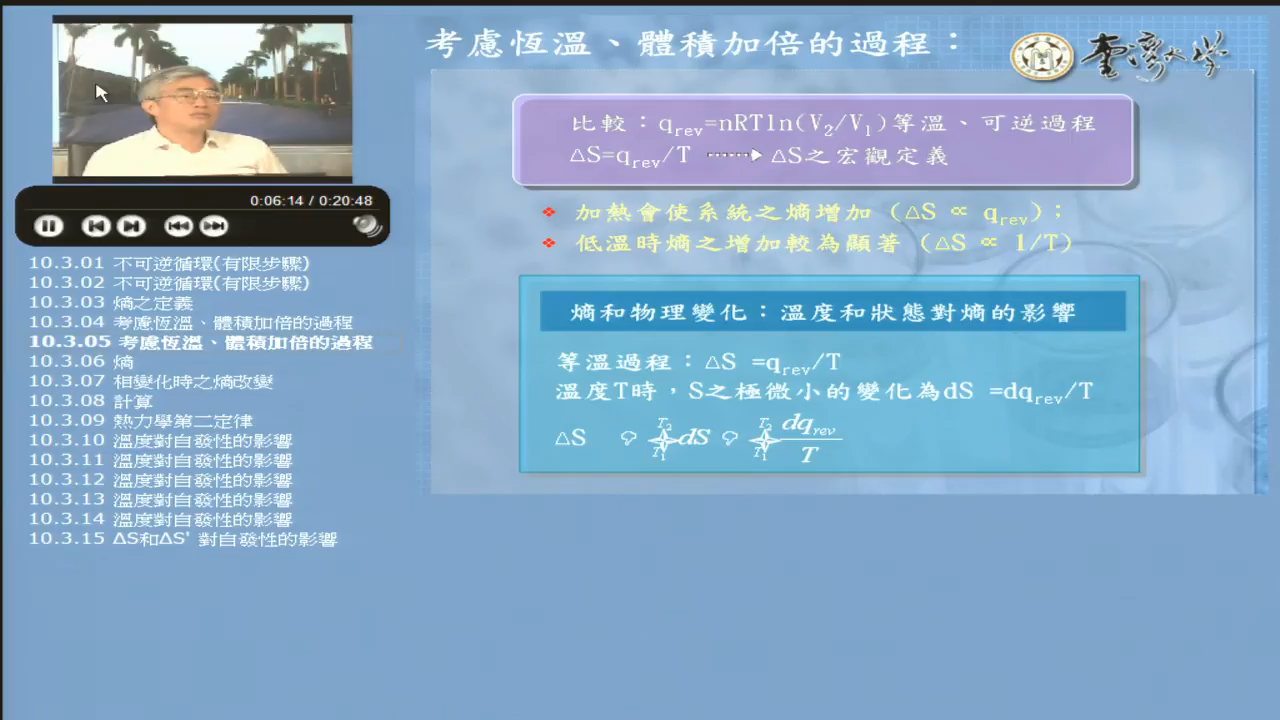 考慮恆溫、體積加倍的過程：
臺灣大學
比較：qrev=nRTln(V2/V1)等溫、可逆過程
△S=qrev/T ······▶ △S之宏觀定義
加熱會使系統之熵增加 (△S ∝ qrev)；
低溫時熵之增加較為顯著 (△S ∝ 1/T)
熵和物理變化：溫度和狀態對熵的影響
等溫過程：△S =qrev/T
溫度T時，S之極微小的變化為dS =dqrev/T
△S T2 T1 dS T2 T1 dqrev/T
0:06:14 / 0:20:48
10.3.01 不可逆循環(有限步驟)
10.3.02 不可逆循環(有限步驟)
10.3.03 熵之定義
10.3.04 考慮恆溫、體積加倍的過程
10.3.05 考慮恆溫、體積加倍的過程
10.3.06 熵
10.3.07 相變化時之熵改變
10.3.08 計算
10.3.09 熱力學第二定律
10.3.10 溫度對自發性的影響
10.3.11 溫度對自發性的影響
10.3.12 溫度對自發性的影響
10.3.13 溫度對自發性的影響
10.3.14 溫度對自發性的影響
10.3.15 ΔS和ΔS' 對自發性的影響